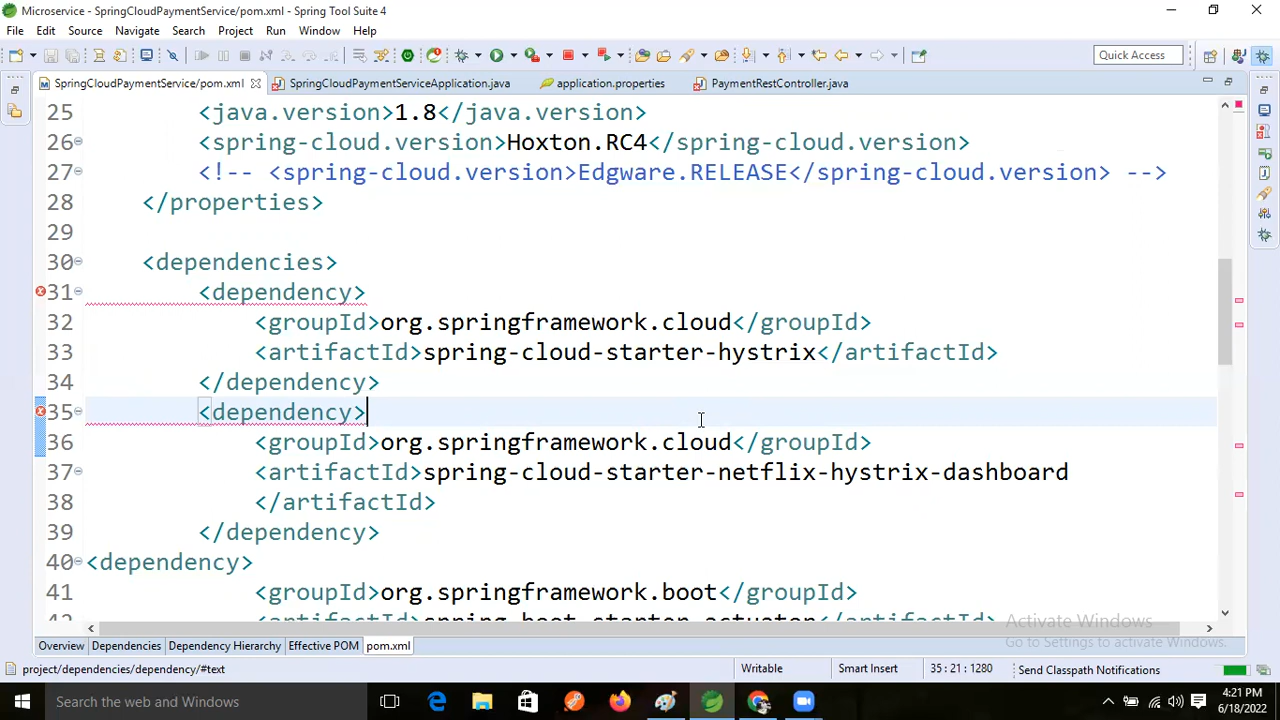 Microservice - SpringCloudPaymentService/pom.xml - Spring Tool Suite 4
File Edit Source Navigate Search Project Run Window Help
Quick Access
SpringCloudPaymentService/pom.xml SpringCloudPaymentServiceApplication.java application.properties PaymentRestController.java
25 <java.version>1.8</java.version>
26 <spring-cloud.version>Hoxton.RC4</spring-cloud.version>
27 <!-- <spring-cloud.version>Edgware.RELEASE</spring-cloud.version> -->
28 </properties>
29
30 <dependencies>
31 <dependency>
32 <groupId>org.springframework.cloud</groupId>
33 <artifactId>spring-cloud-starter-hystrix</artifactId>
34 </dependency>
35 <dependency>
36 <groupId>org.springframework.cloud</groupId>
37 <artifactId>spring-cloud-starter-netflix-hystrix-dashboard
38 </artifactId>
39 </dependency>
40 <dependency>
41 <groupId>org.springframework.boot</groupId>
42 <artifactId>spring-boot-starter-actuator</artifactId>
Activate Windows
Go to Settings to activate Windows.
Overview Dependencies Dependency Hierarchy Effective POM pom.xml
project/dependencies/dependency/#text Writable Smart Insert 35 : 21 : 1280 Send Classpath Notifications
Search the web and Windows
4:21 PM
6/18/2022